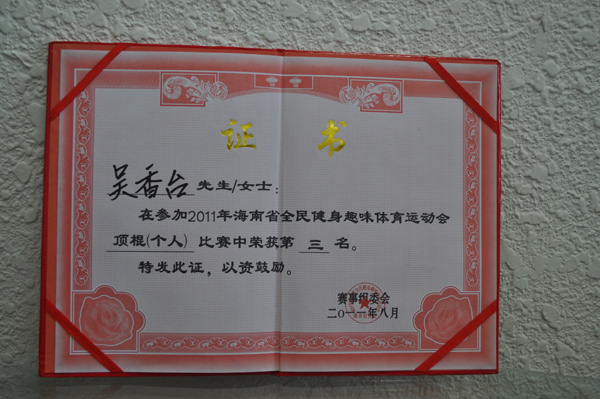 证 书
吴香台 先生/女士：
在参加2011年海南省全民健身趣味体育运动会
顶棍(个人) 比赛中荣获第 三 名。
特发此证，以资鼓励。
赛事组委会
二〇一一年八月